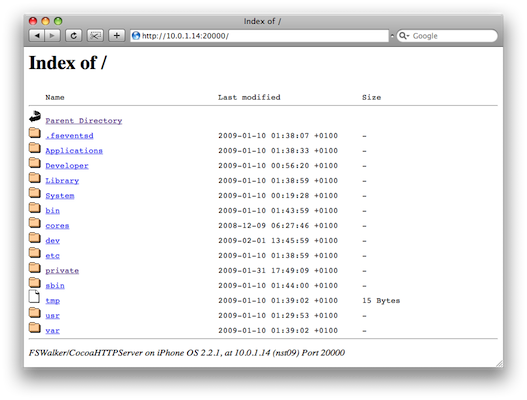 Index of /
http://10.0.1.14:20000/
Google
Index of /
Name Last modified Size
Parent Directory
.fseventsd 2009-01-10 01:38:07 +0100 -
Applications 2009-01-10 01:38:33 +0100 -
Developer 2009-01-10 00:56:20 +0100 -
Library 2009-01-10 01:38:59 +0100 -
System 2009-01-10 00:19:28 +0100 -
bin 2009-01-10 01:43:59 +0100 -
cores 2008-12-09 06:27:46 +0100 -
dev 2009-02-01 13:45:59 +0100 -
etc 2009-01-10 01:38:59 +0100 -
private 2009-01-31 17:49:09 +0100 -
sbin 2009-01-10 01:44:00 +0100 -
tmp 2009-01-10 01:39:02 +0100 15 Bytes
usr 2009-01-10 01:29:53 +0100 -
var 2009-01-10 01:39:02 +0100 -
FSWalker/CocoaHTTPServer on iPhone OS 2.2.1, at 10.0.1.14 (nst09) Port 20000